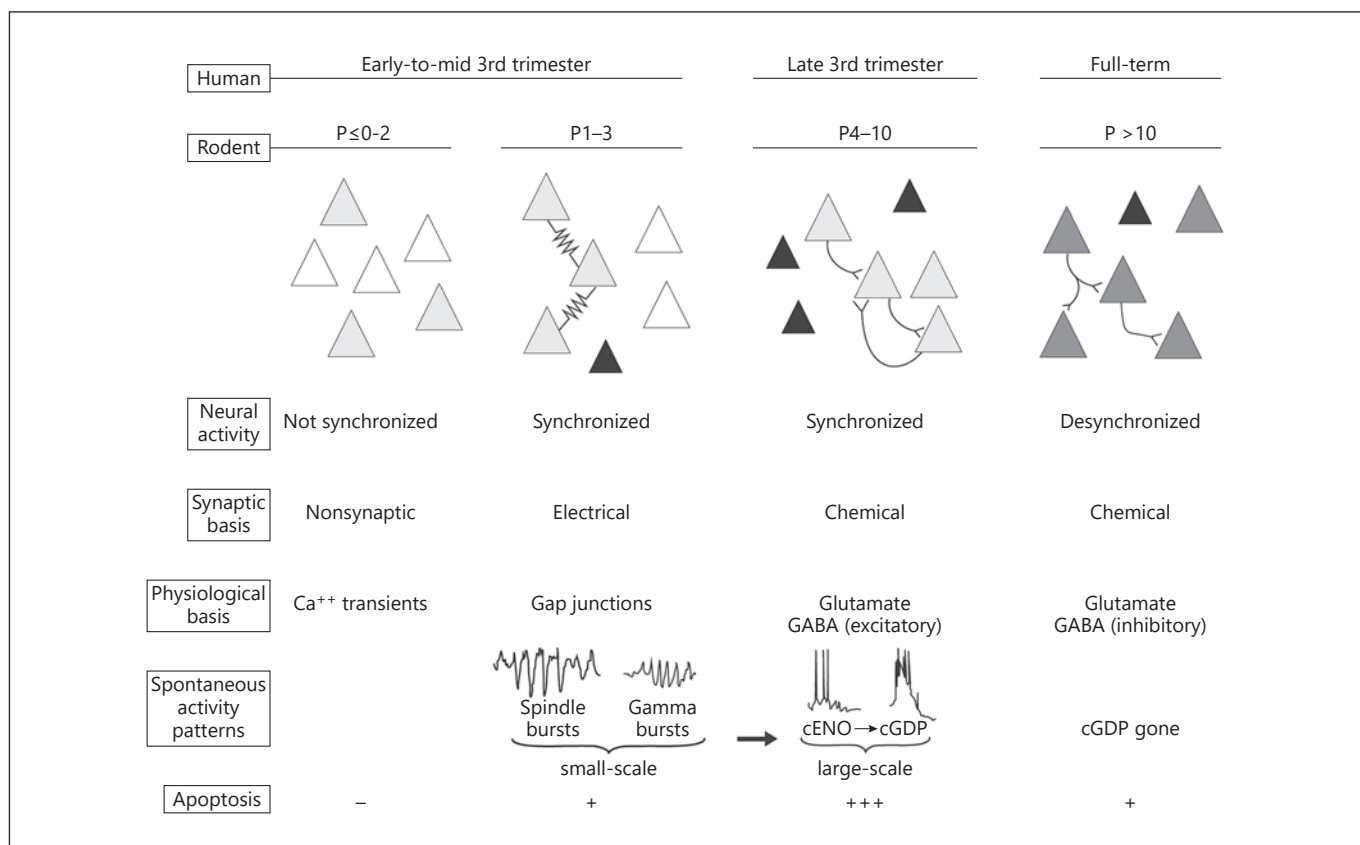 Human
Early-to-mid 3rd trimester
Late 3rd trimester
Full-term
Rodent
P≤0-2
P1–3
P4–10
P >10
Neural
activity
Not synchronized
Synchronized
Synchronized
Desynchronized
Synaptic
basis
Nonsynaptic
Electrical
Chemical
Chemical
Physiological
basis
Ca⁺⁺ transients
Gap junctions
Glutamate
GABA (excitatory)
Glutamate
GABA (inhibitory)
Spontaneous
activity
patterns
Spindle
bursts
Gamma
bursts
small-scale
cENO→cGDP
large-scale
cGDP gone
Apoptosis
–
+
+++
+